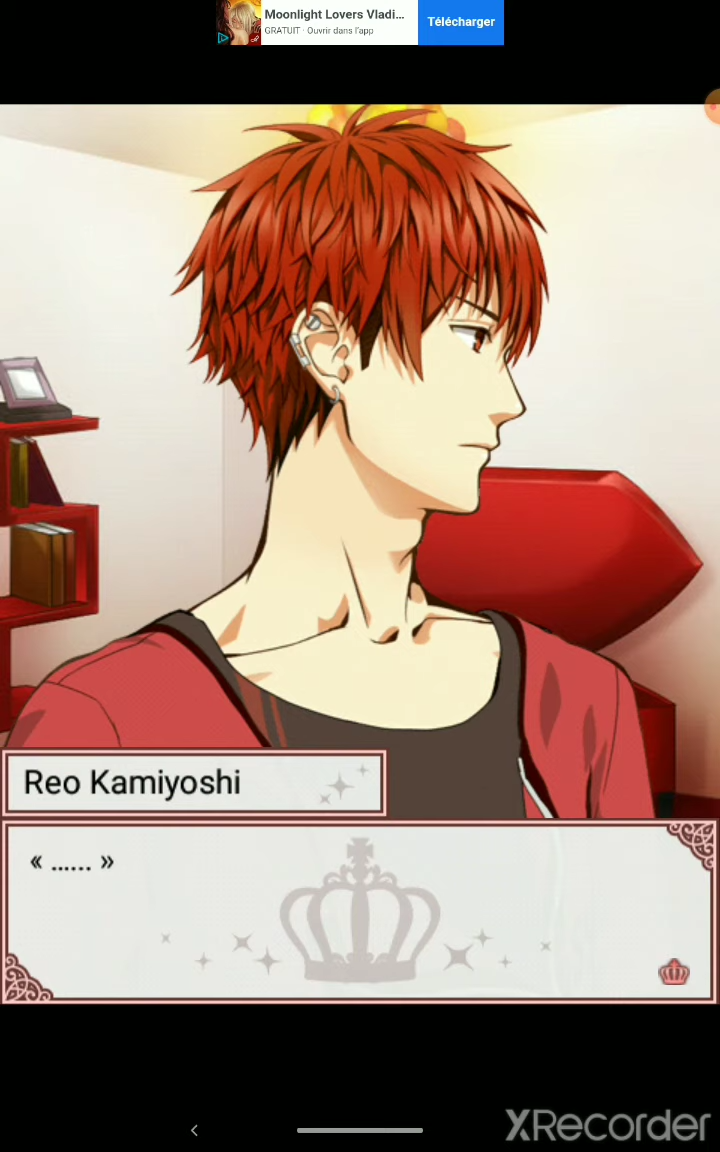 Moonlight Lovers Vladi...
GRATUIT · Ouvrir dans l'app
Télécharger
Reo Kamiyoshi
« ...... »
XRecorder